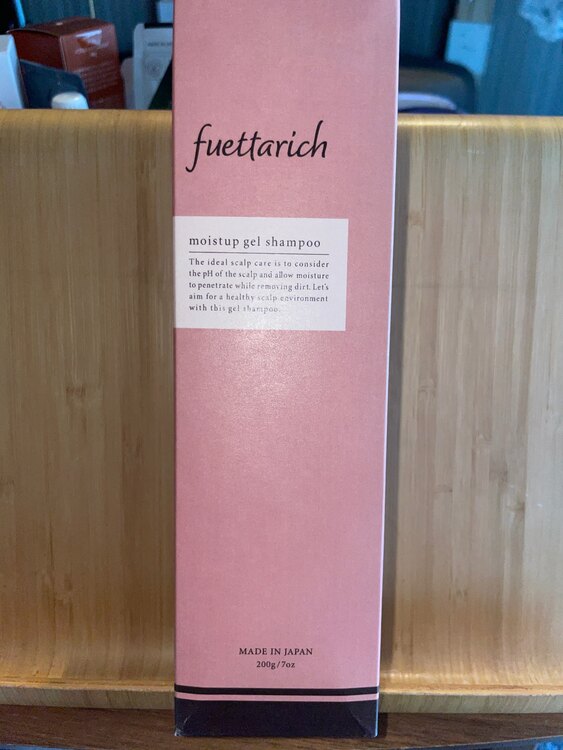 fuettarich
moistup gel shampoo
The ideal scalp care is to consider
the pH of the scalp and allow moisture
to penetrate while removing dirt. Let's
aim for a healthy scalp environment
with this gel shampoo.
MADE IN JAPAN
200g/7oz